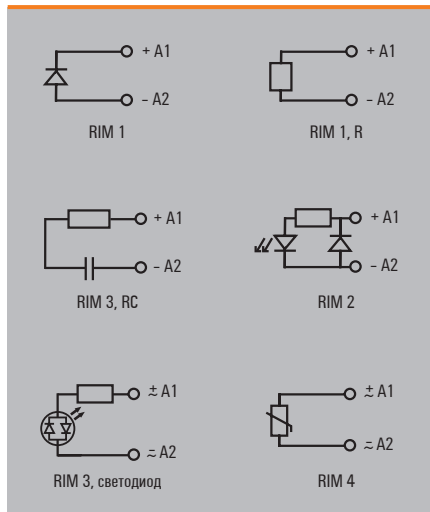 + A1
– A2
RIM 1
+ A1
– A2
RIM 1, R
+ A1
– A2
RIM 3, RC
+ A1
– A2
RIM 2
± A1
≂ A2
RIM 3, светодиод
± A1
≂ A2
RIM 4